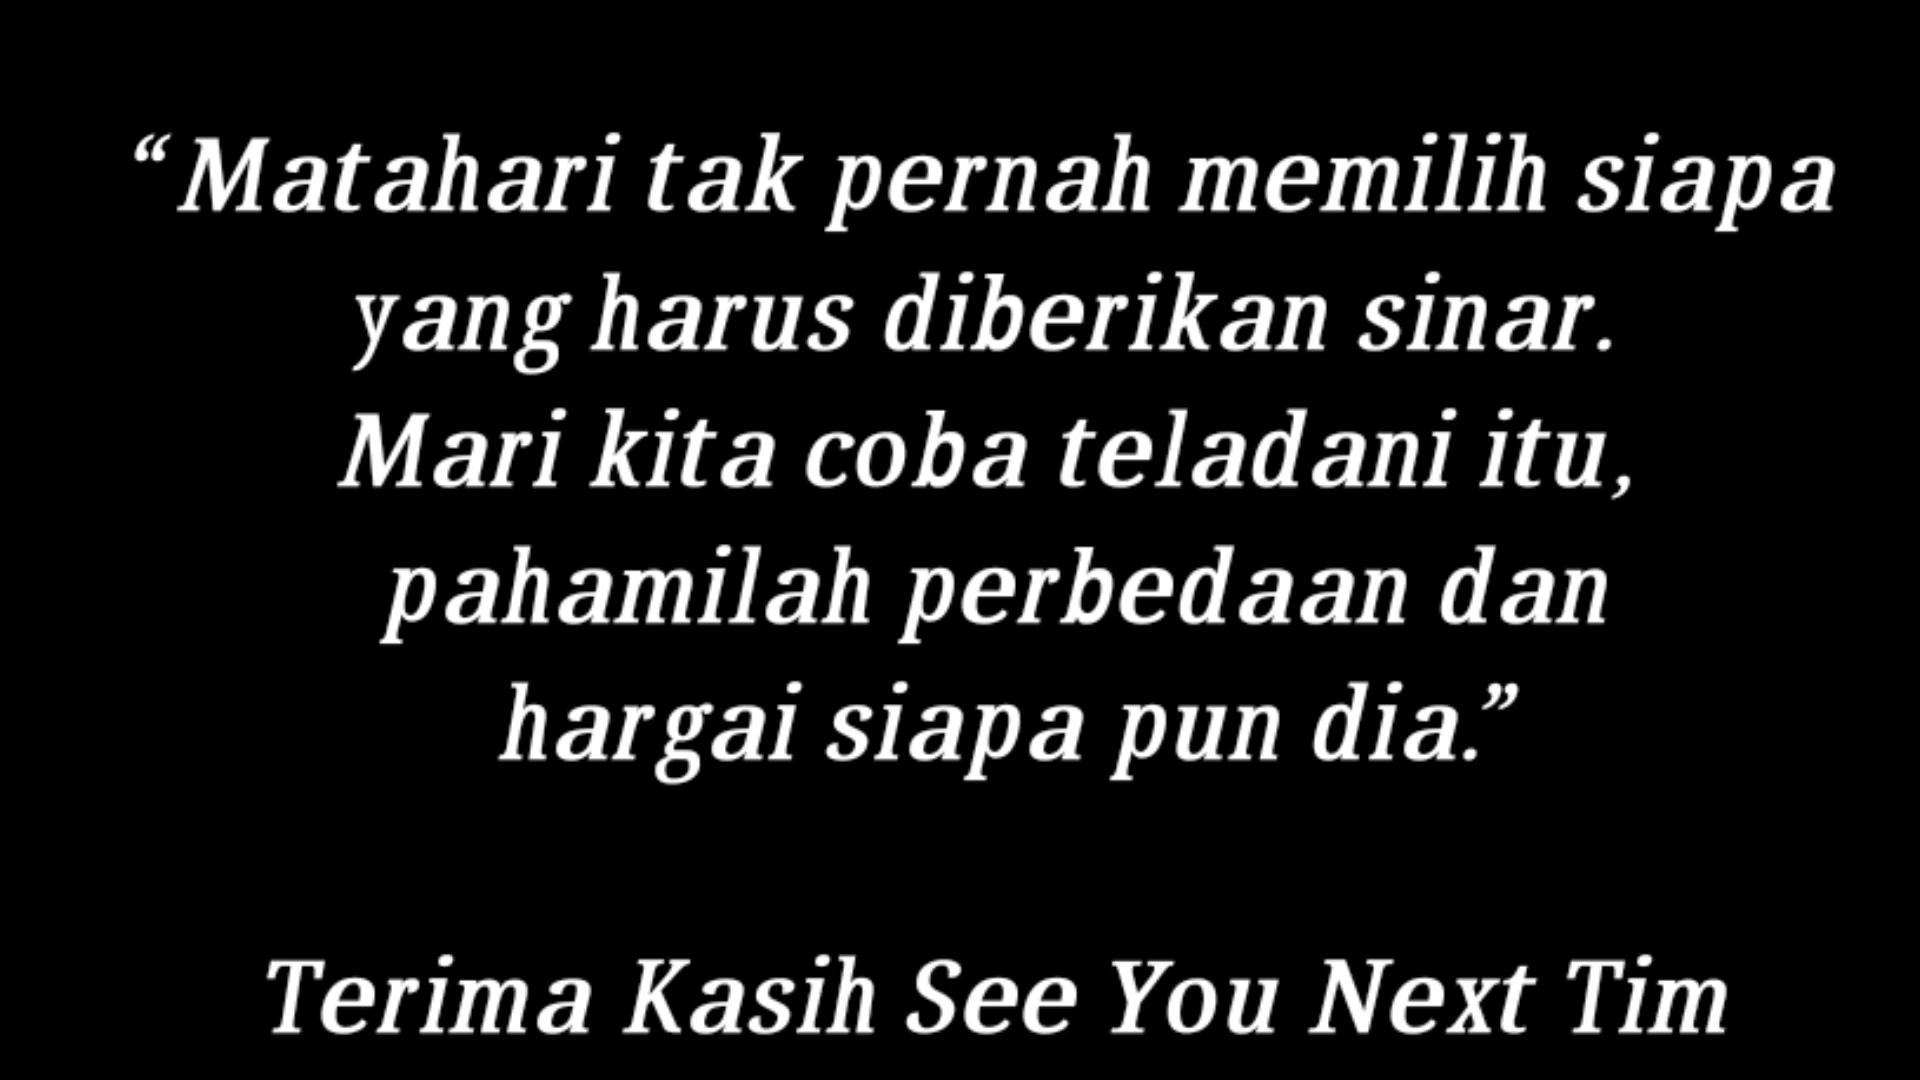 “Matahari tak pernah memilih siapa
yang harus diberikan sinar.
Mari kita coba teladani itu,
pahamilah perbedaan dan
hargai siapa pun dia.”
Terima Kasih See You Next Tim